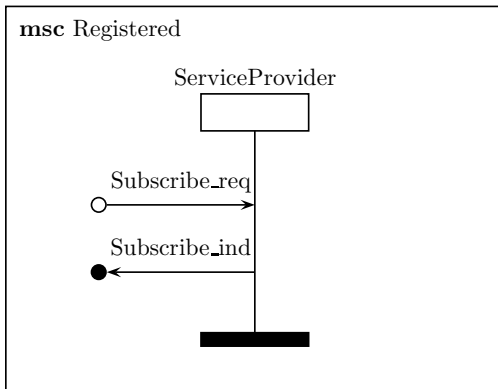 msc Registered
ServiceProvider
Subscribe_req
Subscribe_ind